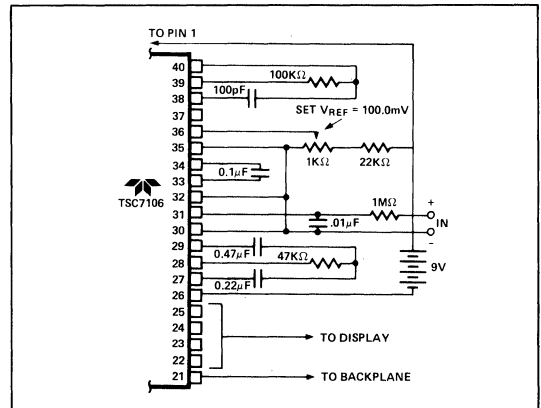 TO PIN 1
40
39
100KΩ
38
100pF
37
SET VREF = 100.0mV
36
35
1KΩ
22KΩ
34
0.1μF
33
TSC7106
32
31
1MΩ
+
.01μF
IN
30
-
29
0.47μF
47KΩ
28
9V
27
0.22μF
26
25
24
TO DISPLAY
23
22
21
TO BACKPLANE